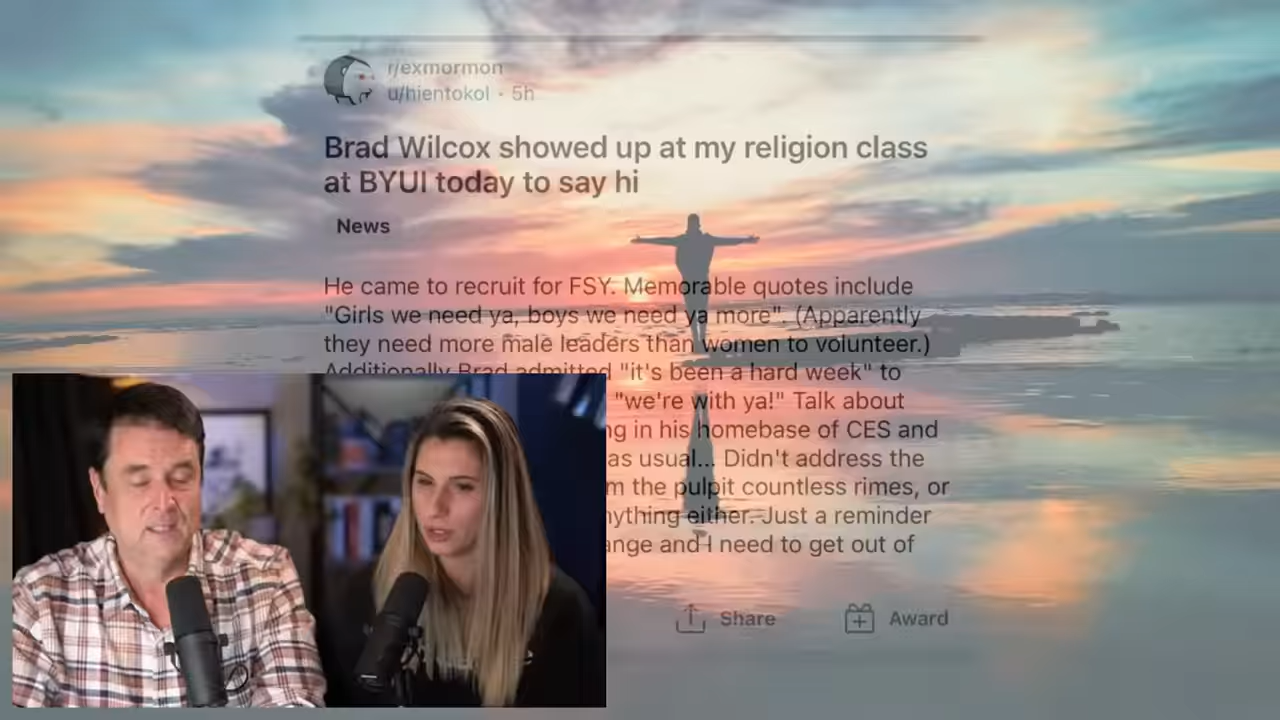 r/exmormon
u/hientokol · 5h
Brad Wilcox showed up at my religion class
at BYUI today to say hi
News
He came to recruit for FSY. Memorable quotes include
"Girls we need ya, boys we need ya more". (Apparently
they need more male leaders than women to volunteer.)
Additionally Brad admitted "it's been a hard week" to
"we're with ya!" Talk about
ng in his homebase of CES and
as usual... Didn't address the
m the pulpit countless rimes, or
nything either. Just a reminder
ange and I need to get out of
Share
Award